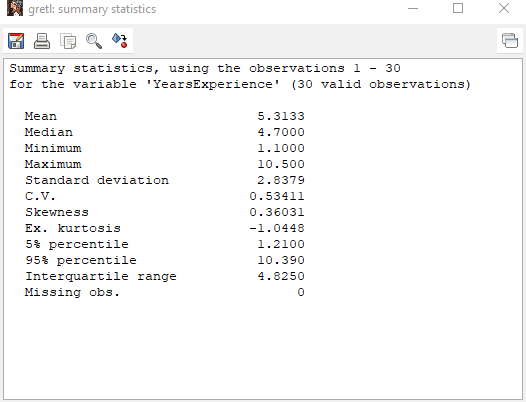 gretl: summary statistics
Summary statistics, using the observations 1 - 30
for the variable 'YearsExperience' (30 valid observations)
Mean 5.3133
Median 4.7000
Minimum 1.1000
Maximum 10.500
Standard deviation 2.8379
C.V. 0.53411
Skewness 0.36031
Ex. kurtosis -1.0448
5% percentile 1.2100
95% percentile 10.390
Interquartile range 4.8250
Missing obs. 0